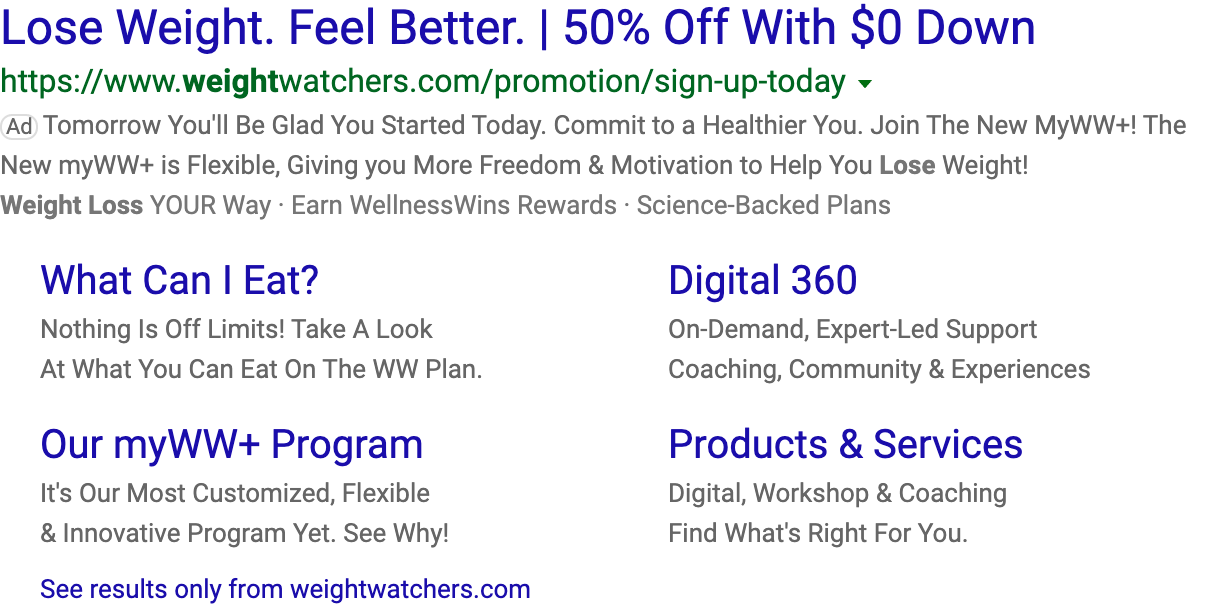 Lose Weight. Feel Better. | 50% Off With $0 Down
https://www.weightwatchers.com/promotion/sign-up-today
Ad Tomorrow You'll Be Glad You Started Today. Commit to a Healthier You. Join The New MyWW+! The
New myWW+ is Flexible, Giving you More Freedom & Motivation to Help You Lose Weight!
Weight Loss YOUR Way · Earn WellnessWins Rewards · Science-Backed Plans
What Can I Eat?
Nothing Is Off Limits! Take A Look
At What You Can Eat On The WW Plan.
Digital 360
On-Demand, Expert-Led Support
Coaching, Community & Experiences
Our myWW+ Program
It's Our Most Customized, Flexible
& Innovative Program Yet. See Why!
Products & Services
Digital, Workshop & Coaching
Find What's Right For You.
See results only from weightwatchers.com